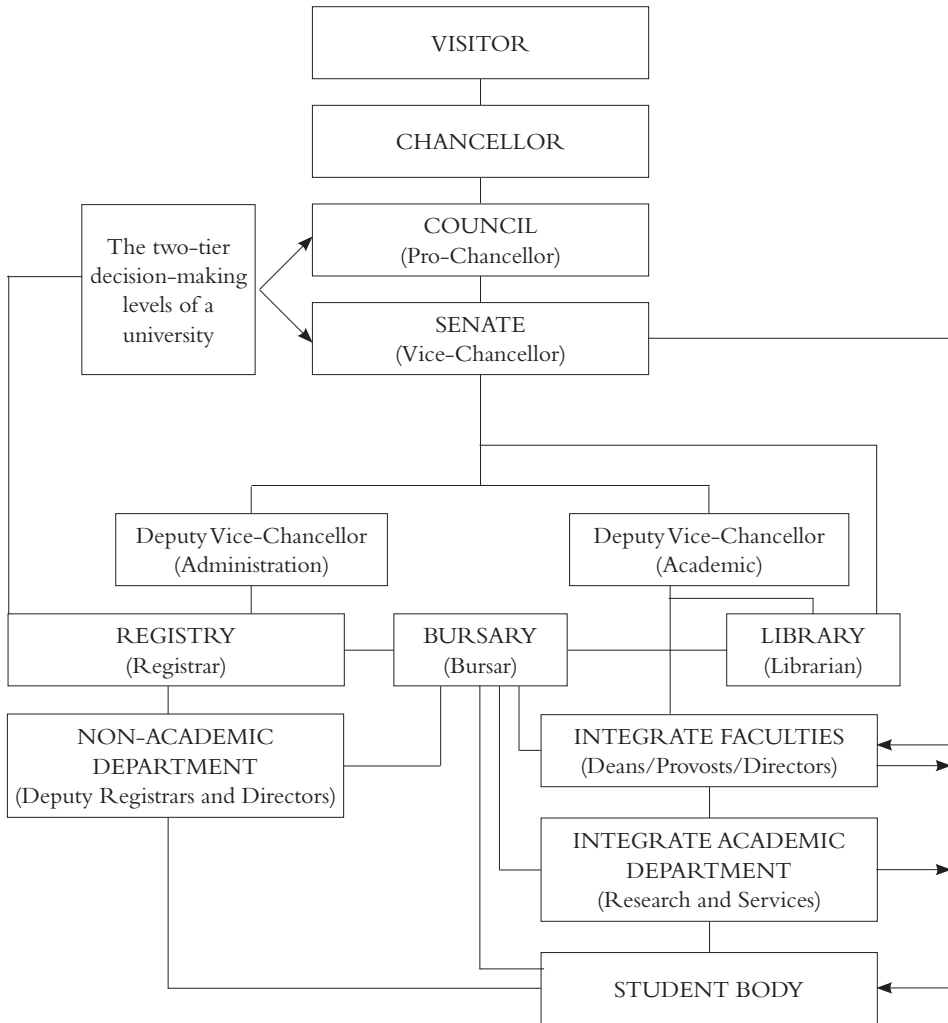 VISITOR
CHANCELLOR
The two-tier
decision-making
levels of a
university
COUNCIL
(Pro-Chancellor)
SENATE
(Vice-Chancellor)
Deputy Vice-Chancellor
(Administration)
Deputy Vice-Chancellor
(Academic)
REGISTRY
(Registrar)
BURSARY
(Bursar)
LIBRARY
(Librarian)
NON-ACADEMIC
DEPARTMENT
(Deputy Registrars and Directors)
INTEGRATE FACULTIES
(Deans/Provosts/Directors)
INTEGRATE ACADEMIC
DEPARTMENT
(Research and Services)
STUDENT BODY